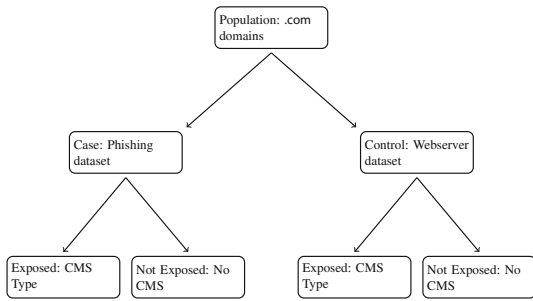 Population: .com
domains
Case: Phishing
dataset
Control: Webserver
dataset
Exposed: CMS
Type
Not Exposed: No
CMS
Exposed: CMS
Type
Not Exposed: No
CMS